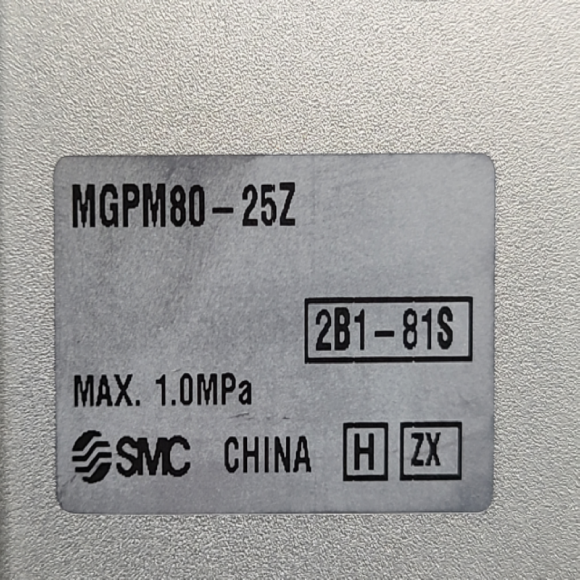 MGPM80-25Z
2B1-81S
MAX. 1.0MPa
SMC CHINA H ZX